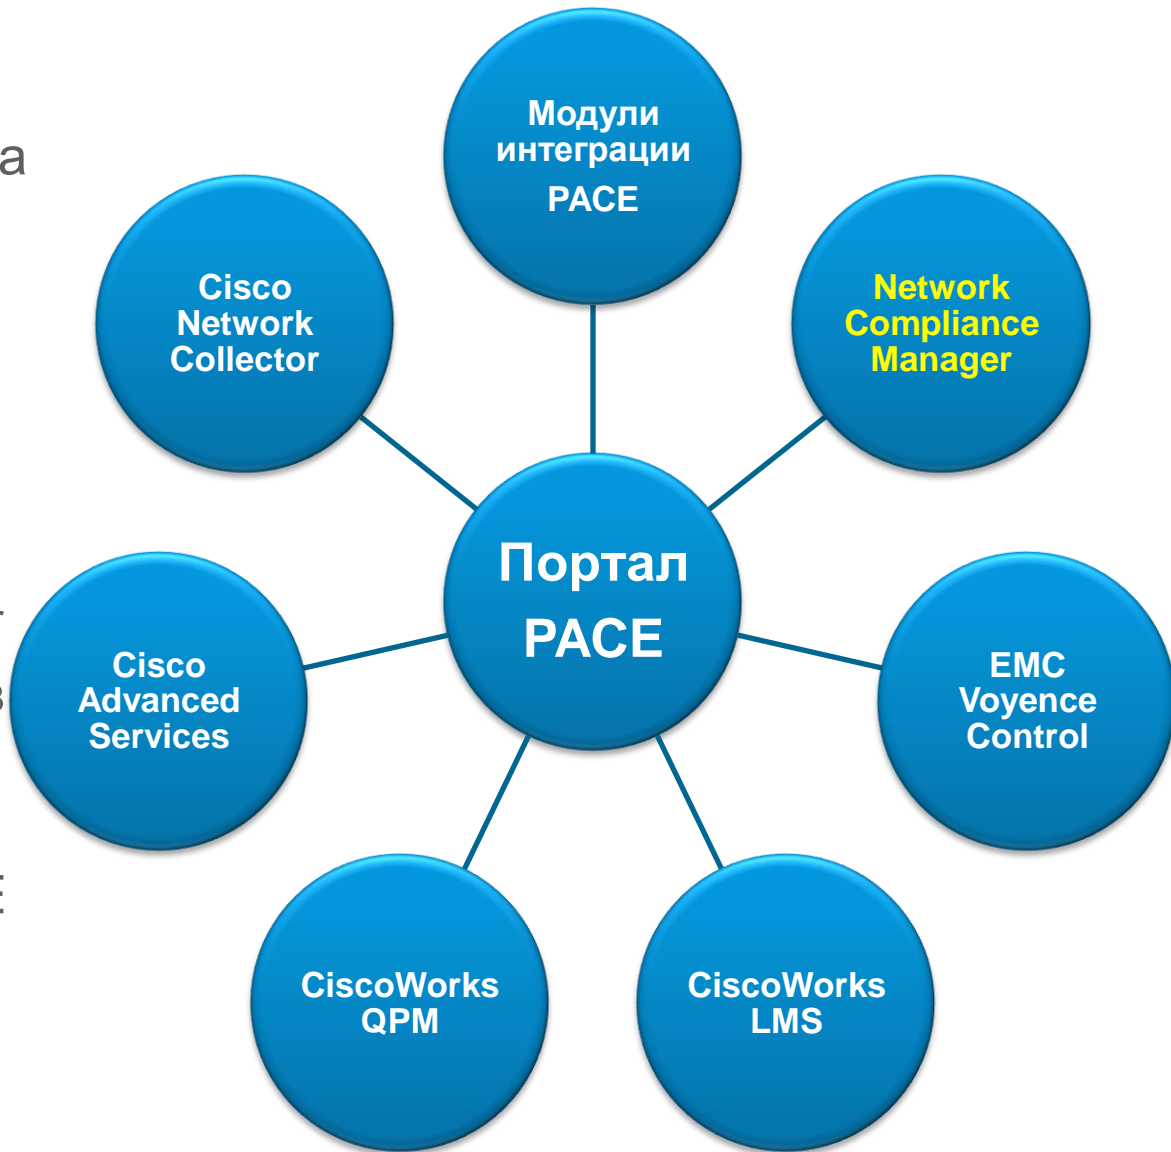 а
Модули
интеграции
PACE
Cisco
Network
Collector
Network
Compliance
Manager
Портал
PACE
Cisco
Advanced
Services
EMC
Voyence
Control
CiscoWorks
QPM
CiscoWorks
LMS